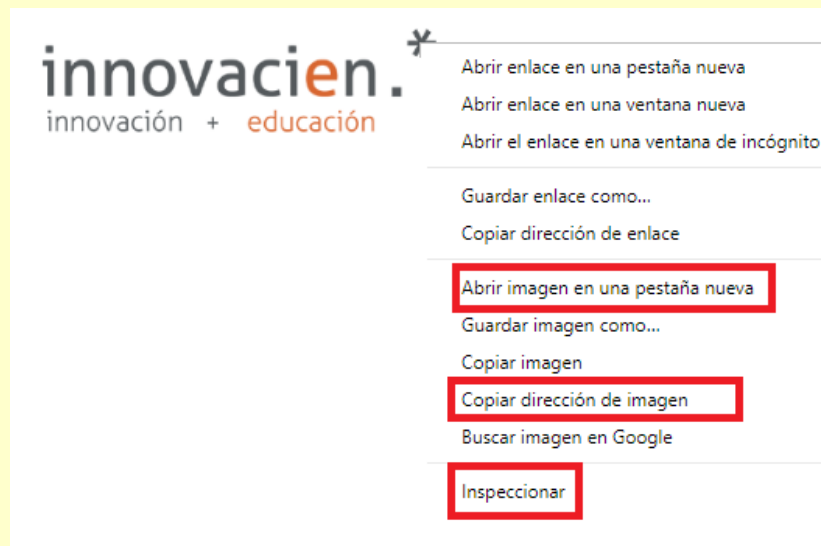 innovacien.*
innovación + educación
Abrir enlace en una pestaña nueva
Abrir enlace en una ventana nueva
Abrir el enlace en una ventana de incógnito
Guardar enlace como...
Copiar dirección de enlace
Abrir imagen en una pestaña nueva
Guardar imagen como...
Copiar imagen
Copiar dirección de imagen
Buscar imagen en Google
Inspeccionar